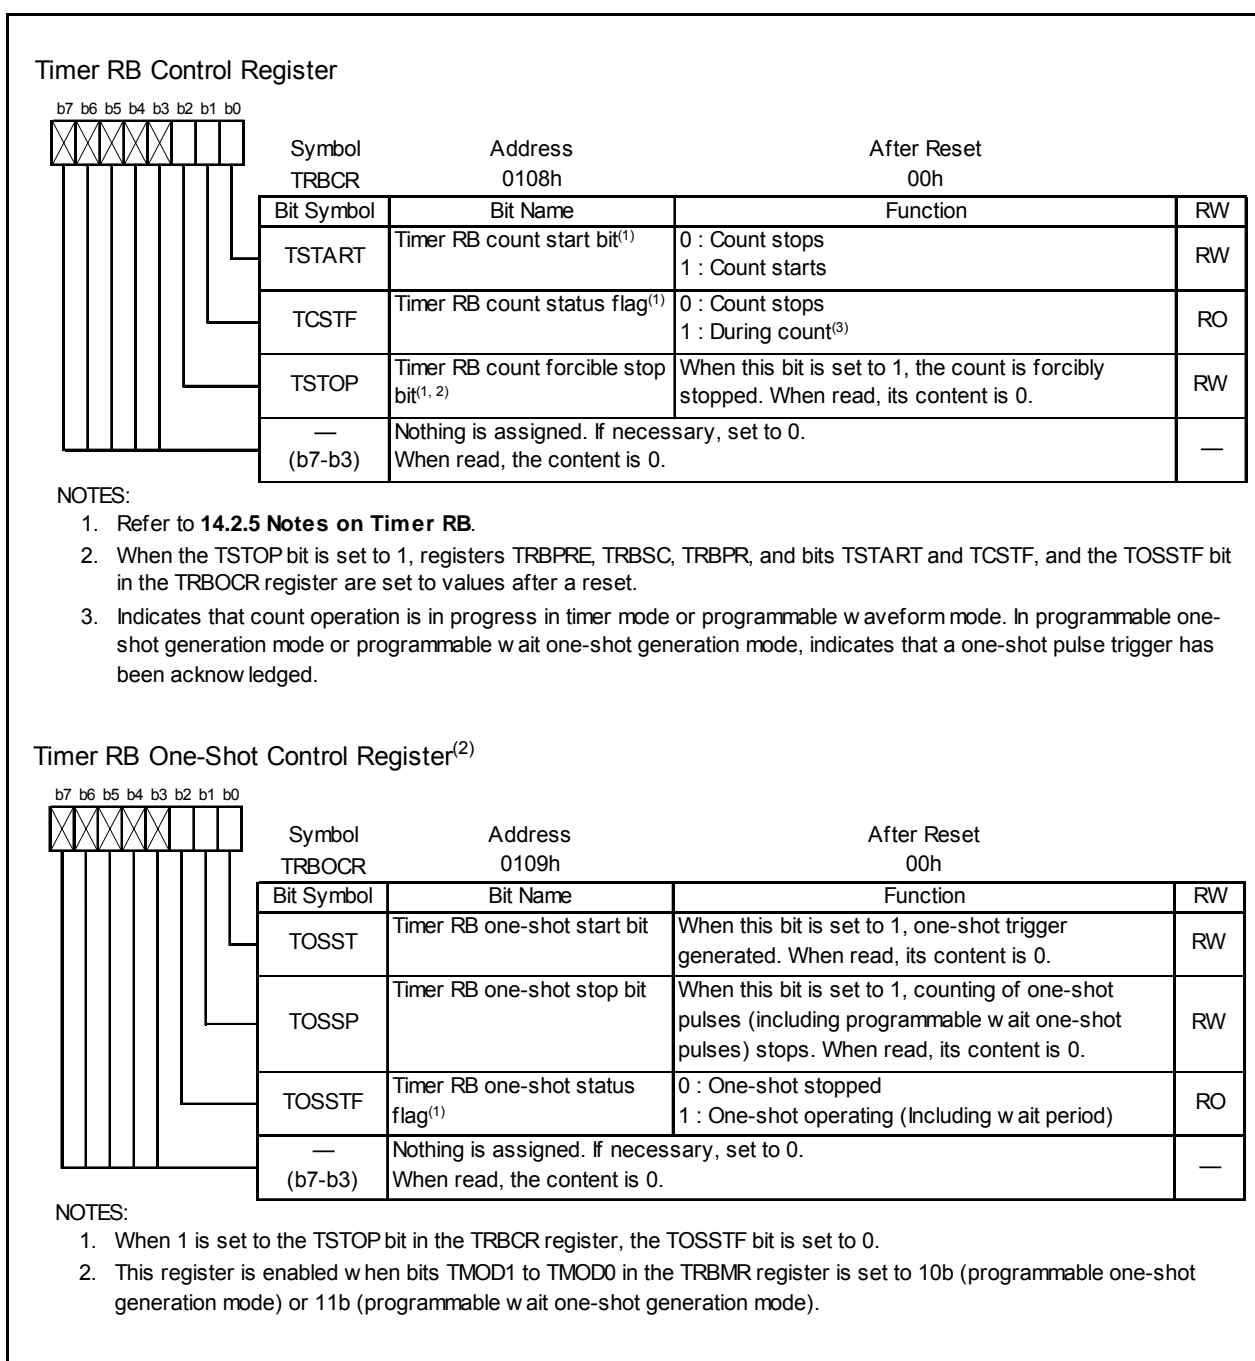 Timer RB Control Register
b7 b6 b5 b4 b3 b2 b1 b0
Symbol Address After Reset
TRBCR 0108h 00h
Bit Symbol Bit Name Function RW
TSTART Timer RB count start bit(1) 0 : Count stops RW
1 : Count starts
TCSTF Timer RB count status flag(1) 0 : Count stops RO
1 : During count(3)
TSTOP Timer RB count forcible stop When this bit is set to 1, the count is forcibly RW
bit(1, 2) stopped. When read, its content is 0.
— Nothing is assigned. If necessary, set to 0. —
(b7-b3) When read, the content is 0.
NOTES:
1. Refer to 14.2.5 Notes on Timer RB.
2. When the TSTOP bit is set to 1, registers TRBPRE, TRBSC, TRBPR, and bits TSTART and TCSTF, and the TOSSTF bit
in the TRBOCR register are set to values after a reset.
3. Indicates that count operation is in progress in timer mode or programmable waveform mode. In programmable one-
shot generation mode or programmable wait one-shot generation mode, indicates that a one-shot pulse trigger has
been acknowledged.
Timer RB One-Shot Control Register(2)
b7 b6 b5 b4 b3 b2 b1 b0
Symbol Address After Reset
TRBOCR 0109h 00h
Bit Symbol Bit Name Function RW
TOSST Timer RB one-shot start bit When this bit is set to 1, one-shot trigger RW
generated. When read, its content is 0.
TOSSP Timer RB one-shot stop bit When this bit is set to 1, counting of one-shot RW
pulses (including programmable wait one-shot
pulses) stops. When read, its content is 0.
TOSSTF Timer RB one-shot status 0 : One-shot stopped RO
flag(1) 1 : One-shot operating (Including wait period)
— Nothing is assigned. If necessary, set to 0. —
(b7-b3) When read, the content is 0.
NOTES:
1. When 1 is set to the TSTOP bit in the TRBCR register, the TOSSTF bit is set to 0.
2. This register is enabled when bits TMOD1 to TMOD0 in the TRBMR register is set to 10b (programmable one-shot
generation mode) or 11b (programmable wait one-shot generation mode).